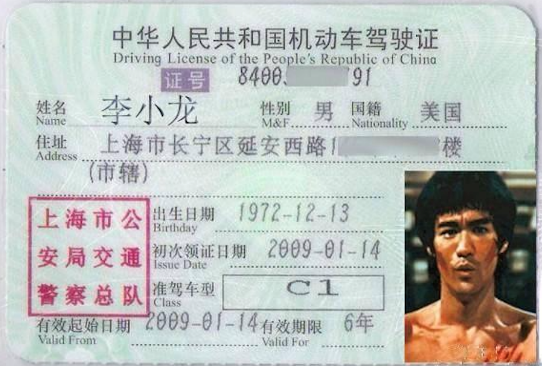 中华人民共和国机动车驾驶证
Driving License of the People's Republic of China
证号 8400 91
姓名 李小龙 性别 男 国籍 美国
Name M&F Nationality
住址 上海市长宁区延安西路1 楼
Address
(市辖)
上海市公
安局交通
警察总队
出生日期 1972-12-13
Birthday
初次领证日期 2009-01-14
Issue Date
准驾车型 C1
Class
有效起始日期 2009-01-14 有效期限 6年
Valid From Valid For